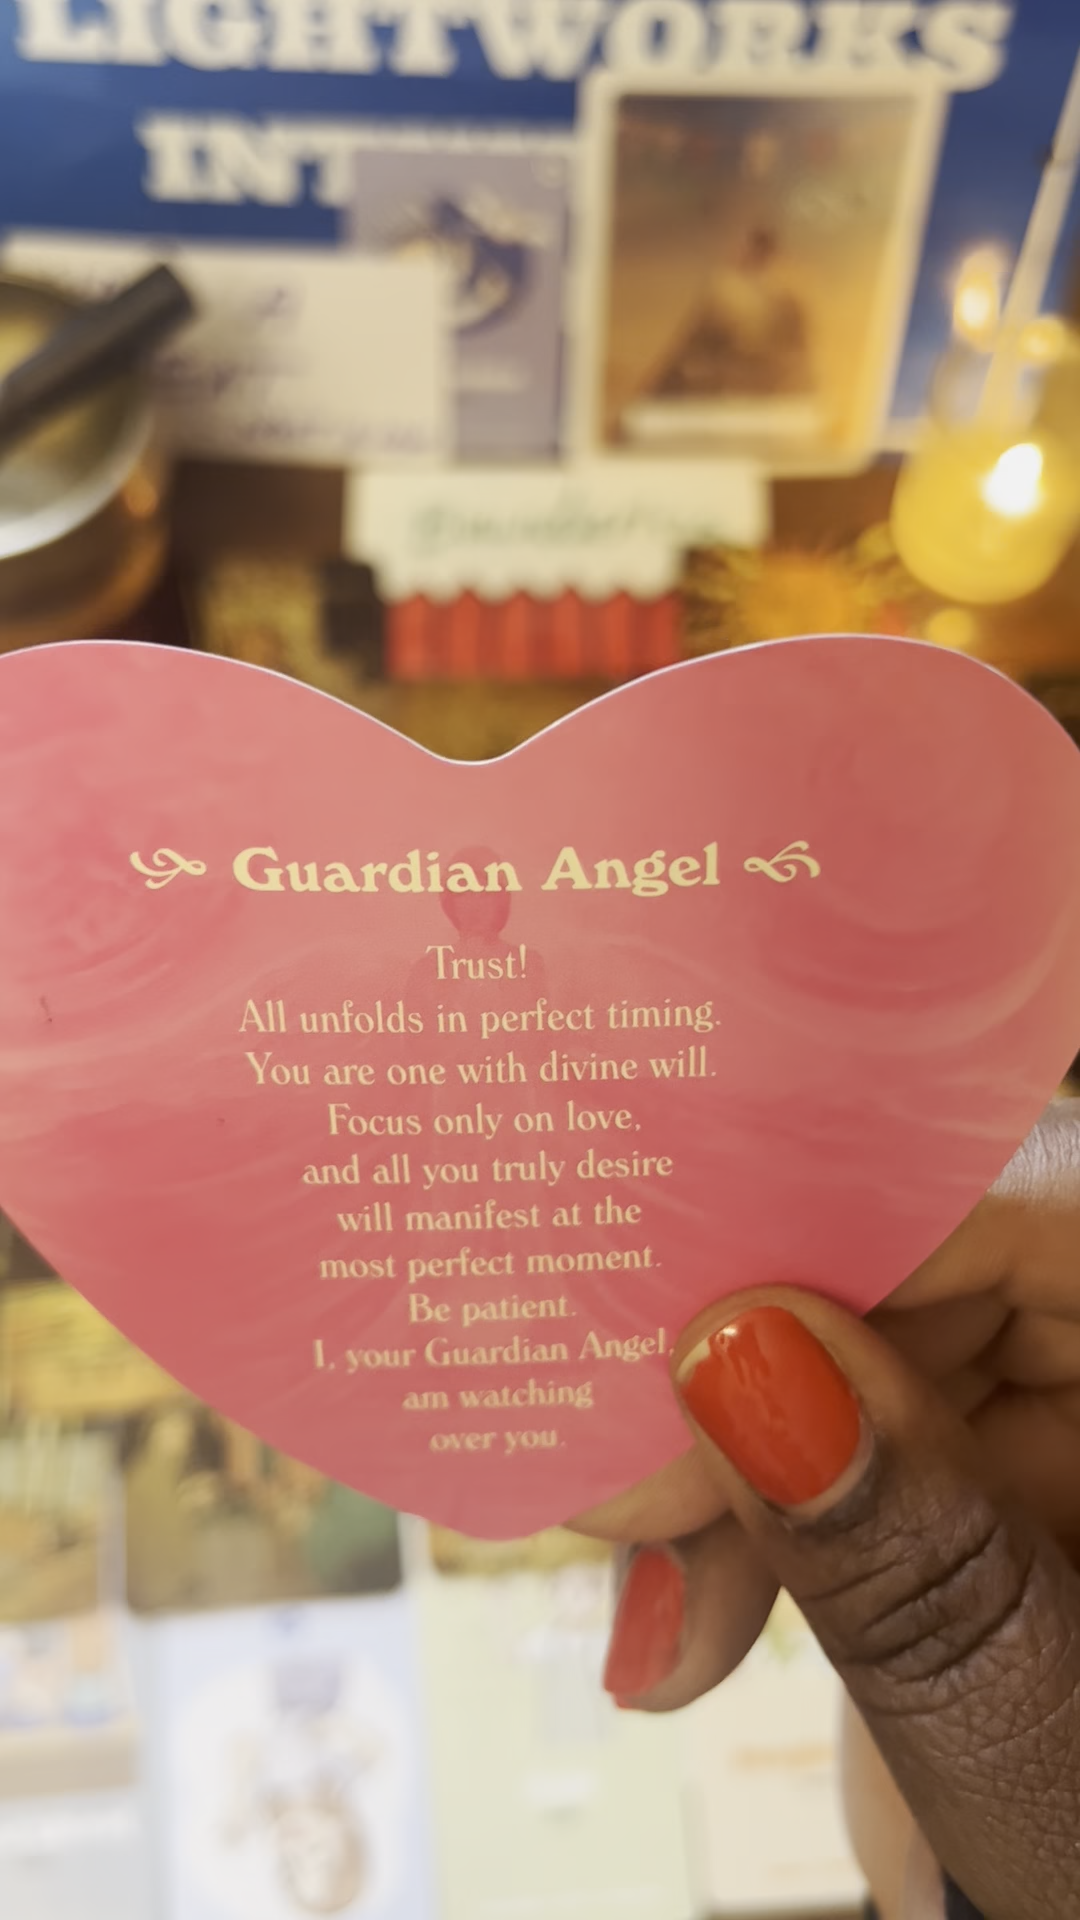 LIGHTWORKS
Guardian Angel
Trust!
All unfolds in perfect timing.
You are one with divine will.
Focus only on love,
and all you truly desire
will manifest at the
most perfect moment.
Be patient.
I, your Guardian Angel,
am watching
over you.